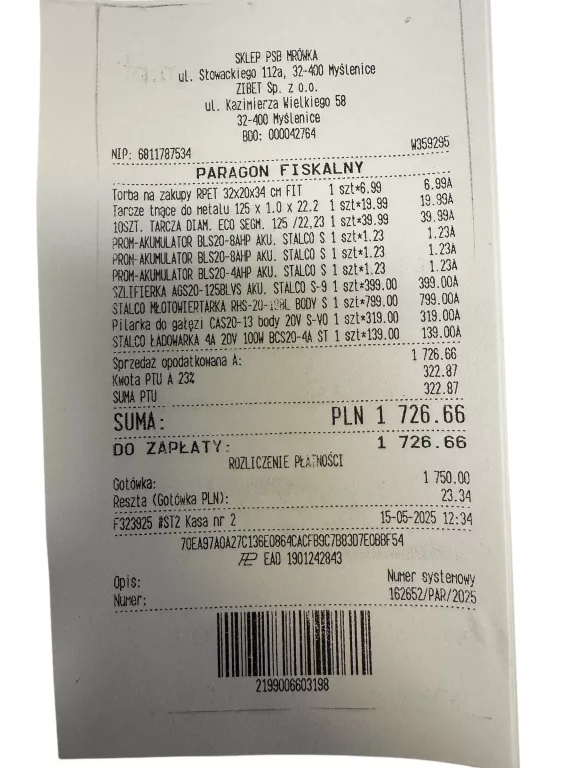 SKLEP PSB MRÓWKA
ul. Słowackiego 112a, 32-400 Myślenice
ZIBET Sp. z o.o.
ul. Kazimierza Wielkiego 58
32-400 Myślenice
BDO: 000042764
NIP: 6811787534 W359295
PARAGON FISKALNY
Torba na zakupy RPET 32x20x34 cm FIT 1 szt*6.99 6.99A
Tarcze tnące do metalu 125 x 1.0 x 22.2 1 szt*19.99 19.99A
10SZT. TARCZA DIAM. ECO SEGM. 125 /22,23 1 szt*39.99 39.99A
PROM-AKUMULATOR BLS20-8AHP AKU. STALCO S 1 szt*1.23 1.23A
PROM-AKUMULATOR BLS20-8AHP AKU. STALCO S 1 szt*1.23 1.23A
PROM-AKUMULATOR BLS20-4AHP AKU. STALCO S 1 szt*1.23 1.23A
SZLIFIERKA AGS20-125BLVS AKU. STALCO S-9 1 szt*399.00 399.00A
STALCO MŁOTOWIERTARKA BODY S 1 szt*799.00 799.00A
Pilarka do gałęzi CAS20-13 body 20V S-VO 1 szt*319.00 319.00A
STALCO ŁADOWARKA 4A 20V 100W BCS20-4A ST 1 szt*139.00 139.00A
Sprzedaż opodatkowana A: 1 726.66
Kwota PTU A 23% 322.87
SUMA PTU 322.87
SUMA: PLN 1 726.66
DO ZAPŁATY: 1 726.66
ROZLICZENIE PŁATNOŚCI
Gotówka: 1 750.00
Reszta (Gotówka PLN): 23.34
F323925 #ST2 Kasa nr 2 15-05-2025 12:34
70EA97A0A27C136E0864CACFB9C7B83D7E0BBF54
EAD 1901242843
Opis: Numer systemowy
Numer: 162652/PAR/2025
2199006603198